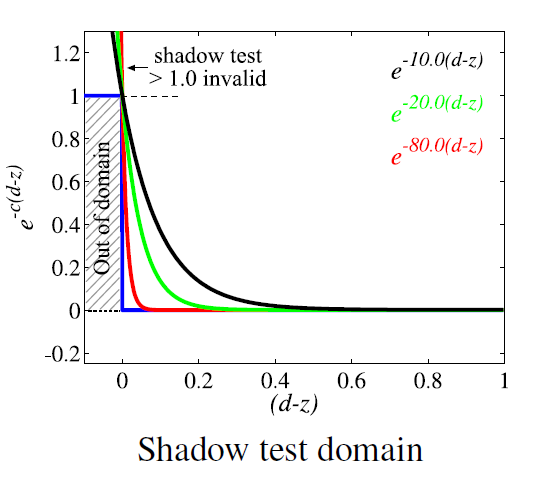 1.2
1
0.8
0.6
0.4
0.2
0
-0.2
e^-c(d-z)
shadow test
> 1.0 invalid
e^-10.0(d-z)
e^-20.0(d-z)
e^-80.0(d-z)
Out of domain
0
0.2
0.4
0.6
0.8
1
(d-z)
Shadow test domain